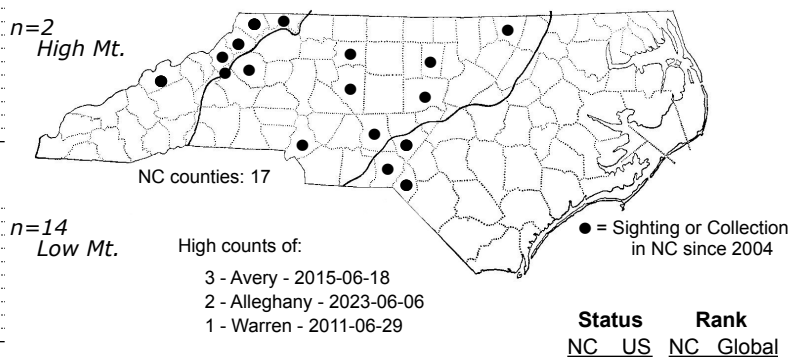 n=2
High Mt.
NC counties: 17
n=14
Low Mt.
High counts of:
3 - Avery - 2015-06-18
2 - Alleghany - 2023-06-06
1 - Warren - 2011-06-29
● = Sighting or Collection
in NC since 2004
Status Rank
NC US NC Global